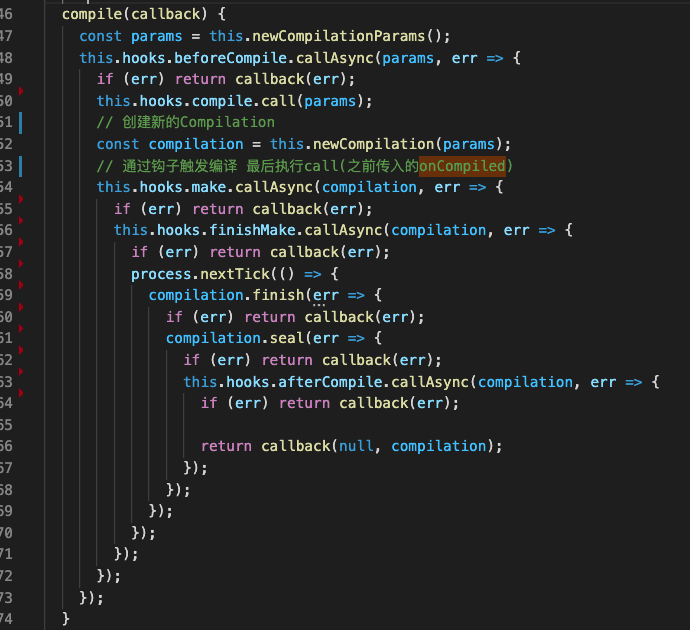 46 compile(callback) {
47 const params = this.newCompilationParams();
48 this.hooks.beforeCompile.callAsync(params, err => {
49 if (err) return callback(err);
50 this.hooks.compile.call(params);
51 // 创建新的Compilation
52 const compilation = this.newCompilation(params);
53 // 通过钩子触发编译 最后执行call(之前传入的onCompiled)
54 this.hooks.make.callAsync(compilation, err => {
55 if (err) return callback(err);
56 this.hooks.finishMake.callAsync(compilation, err => {
57 if (err) return callback(err);
58 process.nextTick(() => {
59 compilation.finish(err => {
60 if (err) return callback(err);
61 compilation.seal(err => {
62 if (err) return callback(err);
63 this.hooks.afterCompile.callAsync(compilation, err => {
64 if (err) return callback(err);
65
66 return callback(null, compilation);
67 });
68 });
69 });
70 });
71 });
72 });
73 });
74 }